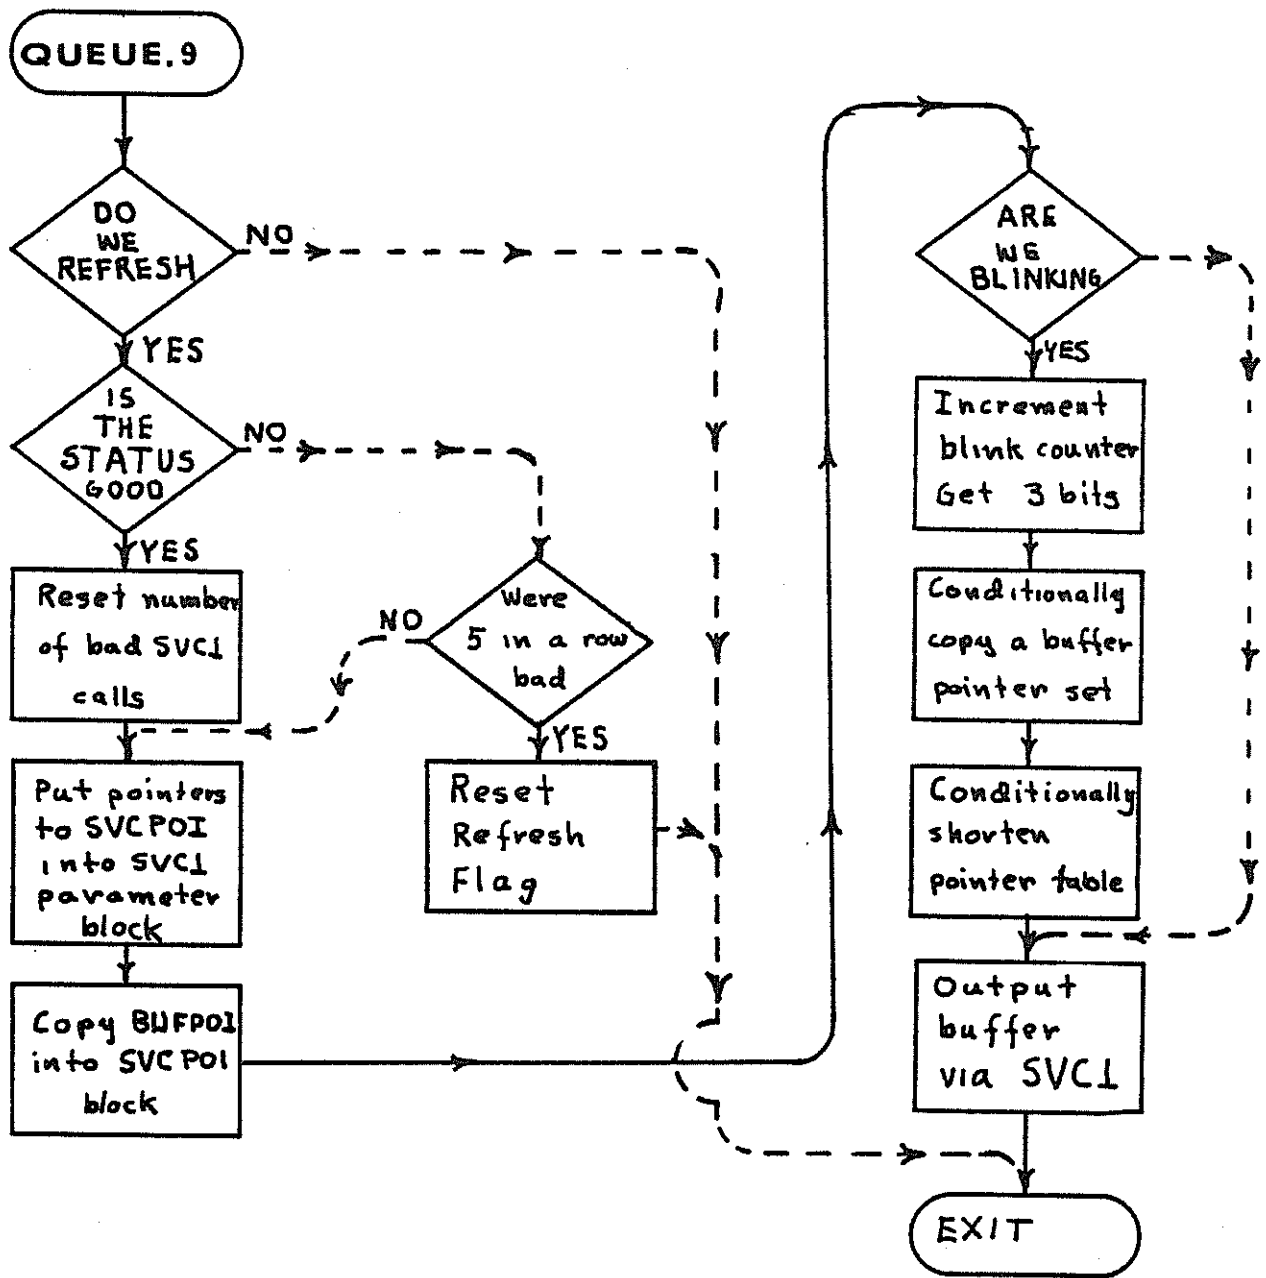 QUEUE.9
DO
WE
REFRESH
NO
YES
IS
THE
STATUS
GOOD
NO
YES
Reset number
of bad SVC1
calls
Were
5 in a row
bad
NO
YES
Reset
Refresh
Flag
Put pointers
to SVCPOI
into SVC1
parameter
block
Copy BUFPOI
into SVCPOI
block
ARE
WE
BLINKING
YES
Increment
blink counter
Get 3 bits
Conditionally
copy a buffer
pointer set
Conditionally
shorten
pointer table
Output
buffer
via SVC1
EXIT